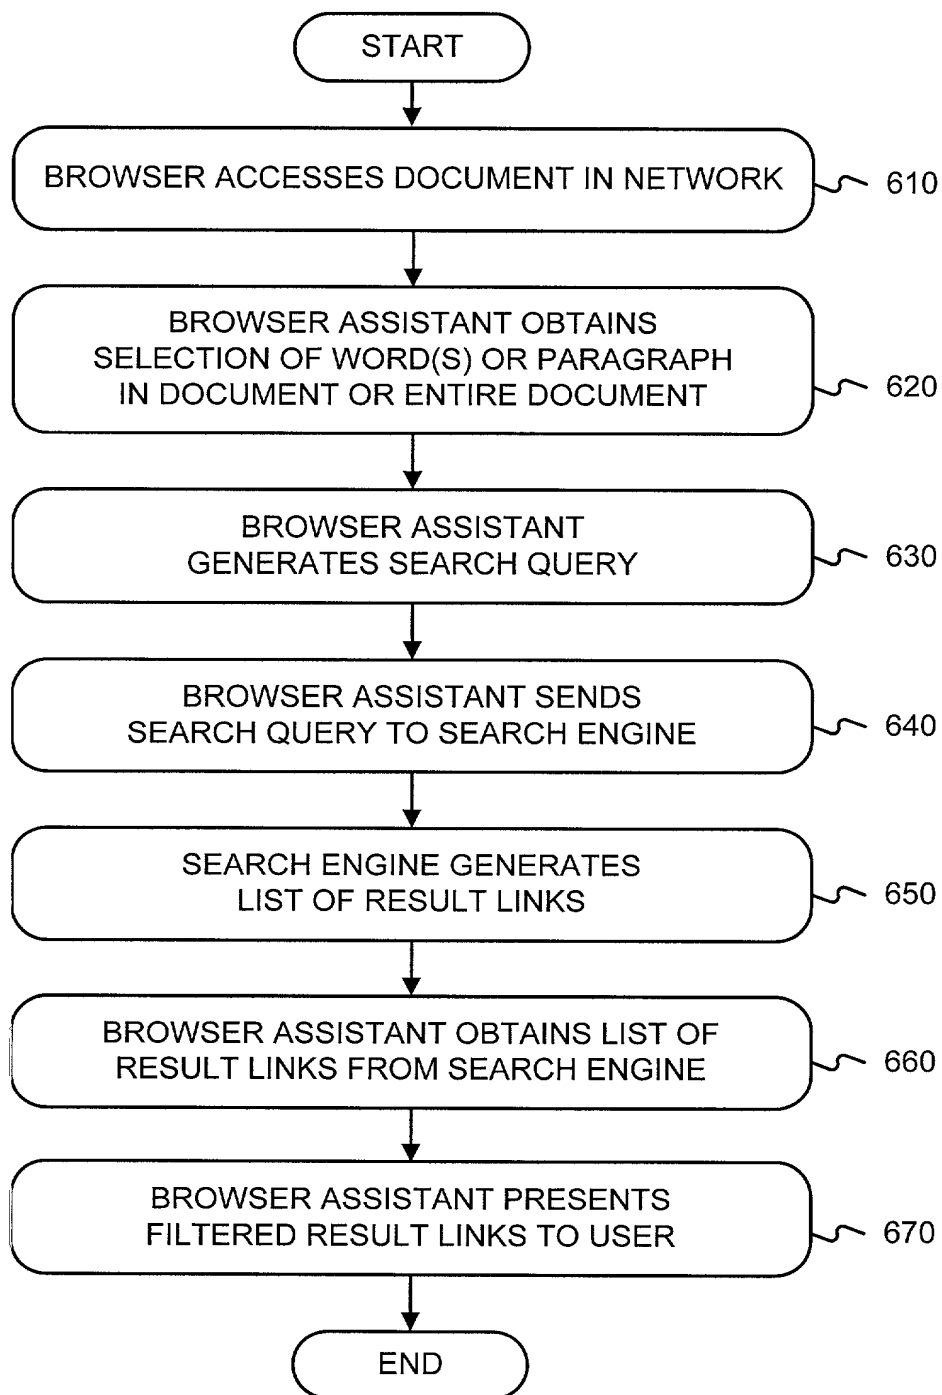 START
BROWSER ACCESSES DOCUMENT IN NETWORK
610
BROWSER ASSISTANT OBTAINS
SELECTION OF WORD(S) OR PARAGRAPH
IN DOCUMENT OR ENTIRE DOCUMENT
620
BROWSER ASSISTANT
GENERATES SEARCH QUERY
630
BROWSER ASSISTANT SENDS
SEARCH QUERY TO SEARCH ENGINE
640
SEARCH ENGINE GENERATES
LIST OF RESULT LINKS
650
BROWSER ASSISTANT OBTAINS LIST OF
RESULT LINKS FROM SEARCH ENGINE
660
BROWSER ASSISTANT PRESENTS
FILTERED RESULT LINKS TO USER
670
END